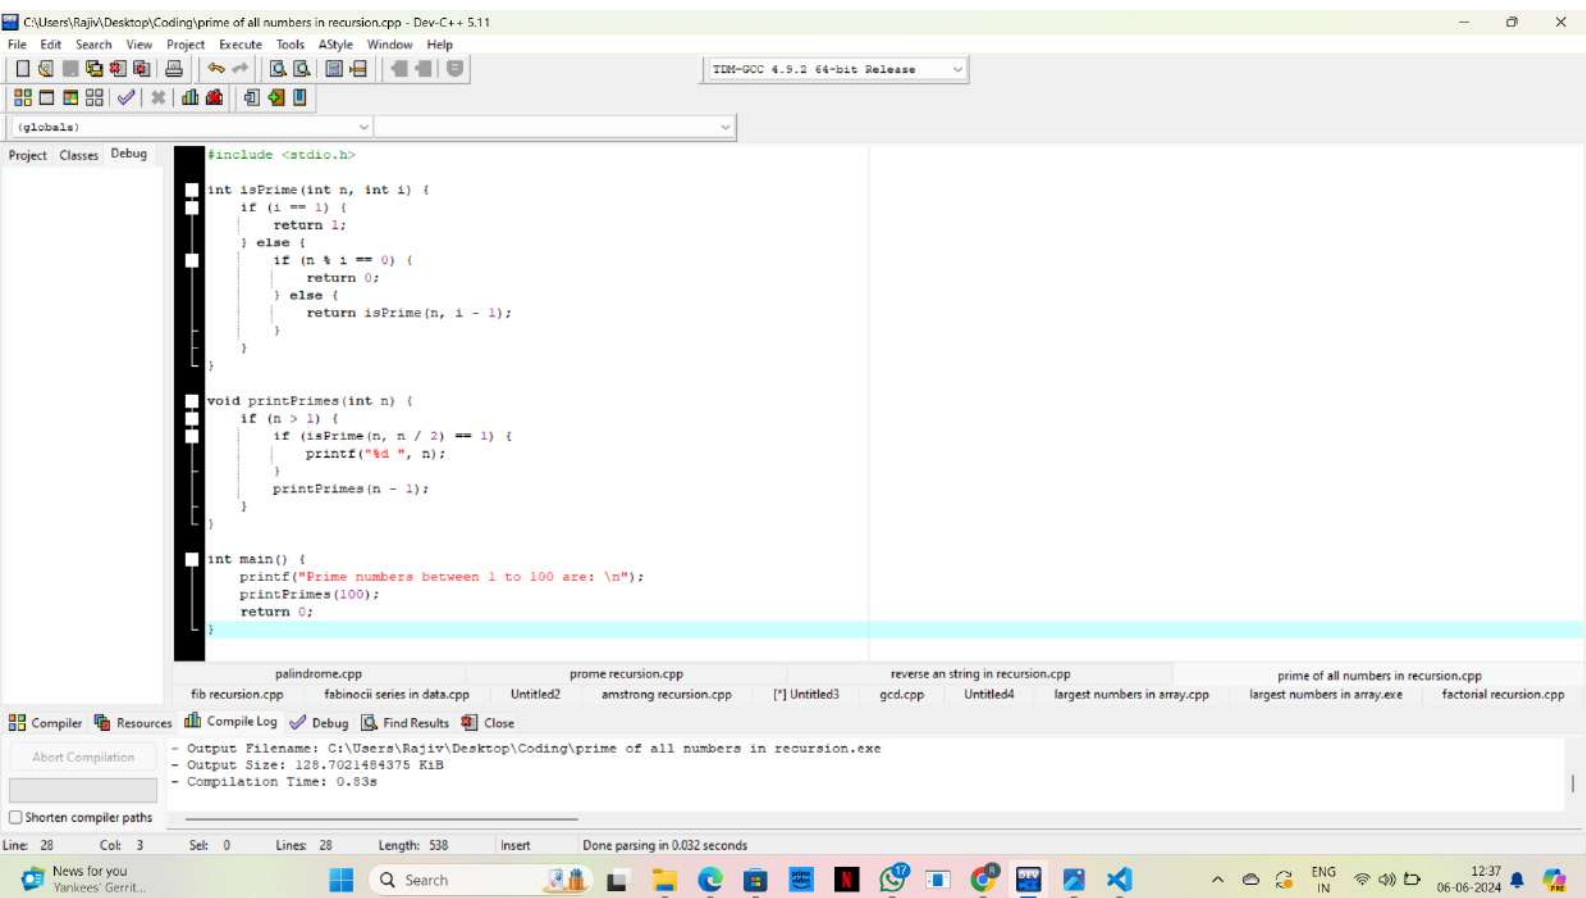 C:\Users\Rajiv\Desktop\Coding\prime of all numbers in recursion.cpp - Dev-C++ 5.11
File Edit Search View Project Execute Tools AStyle Window Help
TDM-GCC 4.9.2 64-bit Release
(globals)
Project Classes Debug
#include <stdio.h>
int isPrime(int n, int i) {
if (i == 1) {
return 1;
} else {
if (n % i == 0) {
return 0;
} else {
return isPrime(n, i - 1);
}
}
}
void printPrimes(int n) {
if (n > 1) {
if (isPrime(n, n / 2) == 1) {
printf("%d ", n);
}
printPrimes(n - 1);
}
}
int main() {
printf("Prime numbers between 1 to 100 are: \n");
printPrimes(100);
return 0;
}
palindrome.cpp prome recursion.cpp reverse an string in recursion.cpp prime of all numbers in recursion.cpp
fib recursion.cpp fabinocii series in data.cpp Untitled2 amstrong recursion.cpp [*] Untitled3 gcd.cpp Untitled4 largest numbers in array.cpp largest numbers in array.exe factorial recursion.cpp
Compiler Resources Compile Log Debug Find Results Close
Abort Compilation
- Output Filename: C:\Users\Rajiv\Desktop\Coding\prime of all numbers in recursion.exe
- Output Size: 128.7021484375 KiB
- Compilation Time: 0.83s
Shorten compiler paths
Line: 28 Col: 3 Sel: 0 Lines: 28 Length: 538 Insert Done parsing in 0.032 seconds
News for you
Yankees' Gerrit...
Search
17
prime video
N
R
DEV
ENG
IN
12:37
06-06-2024
PRE